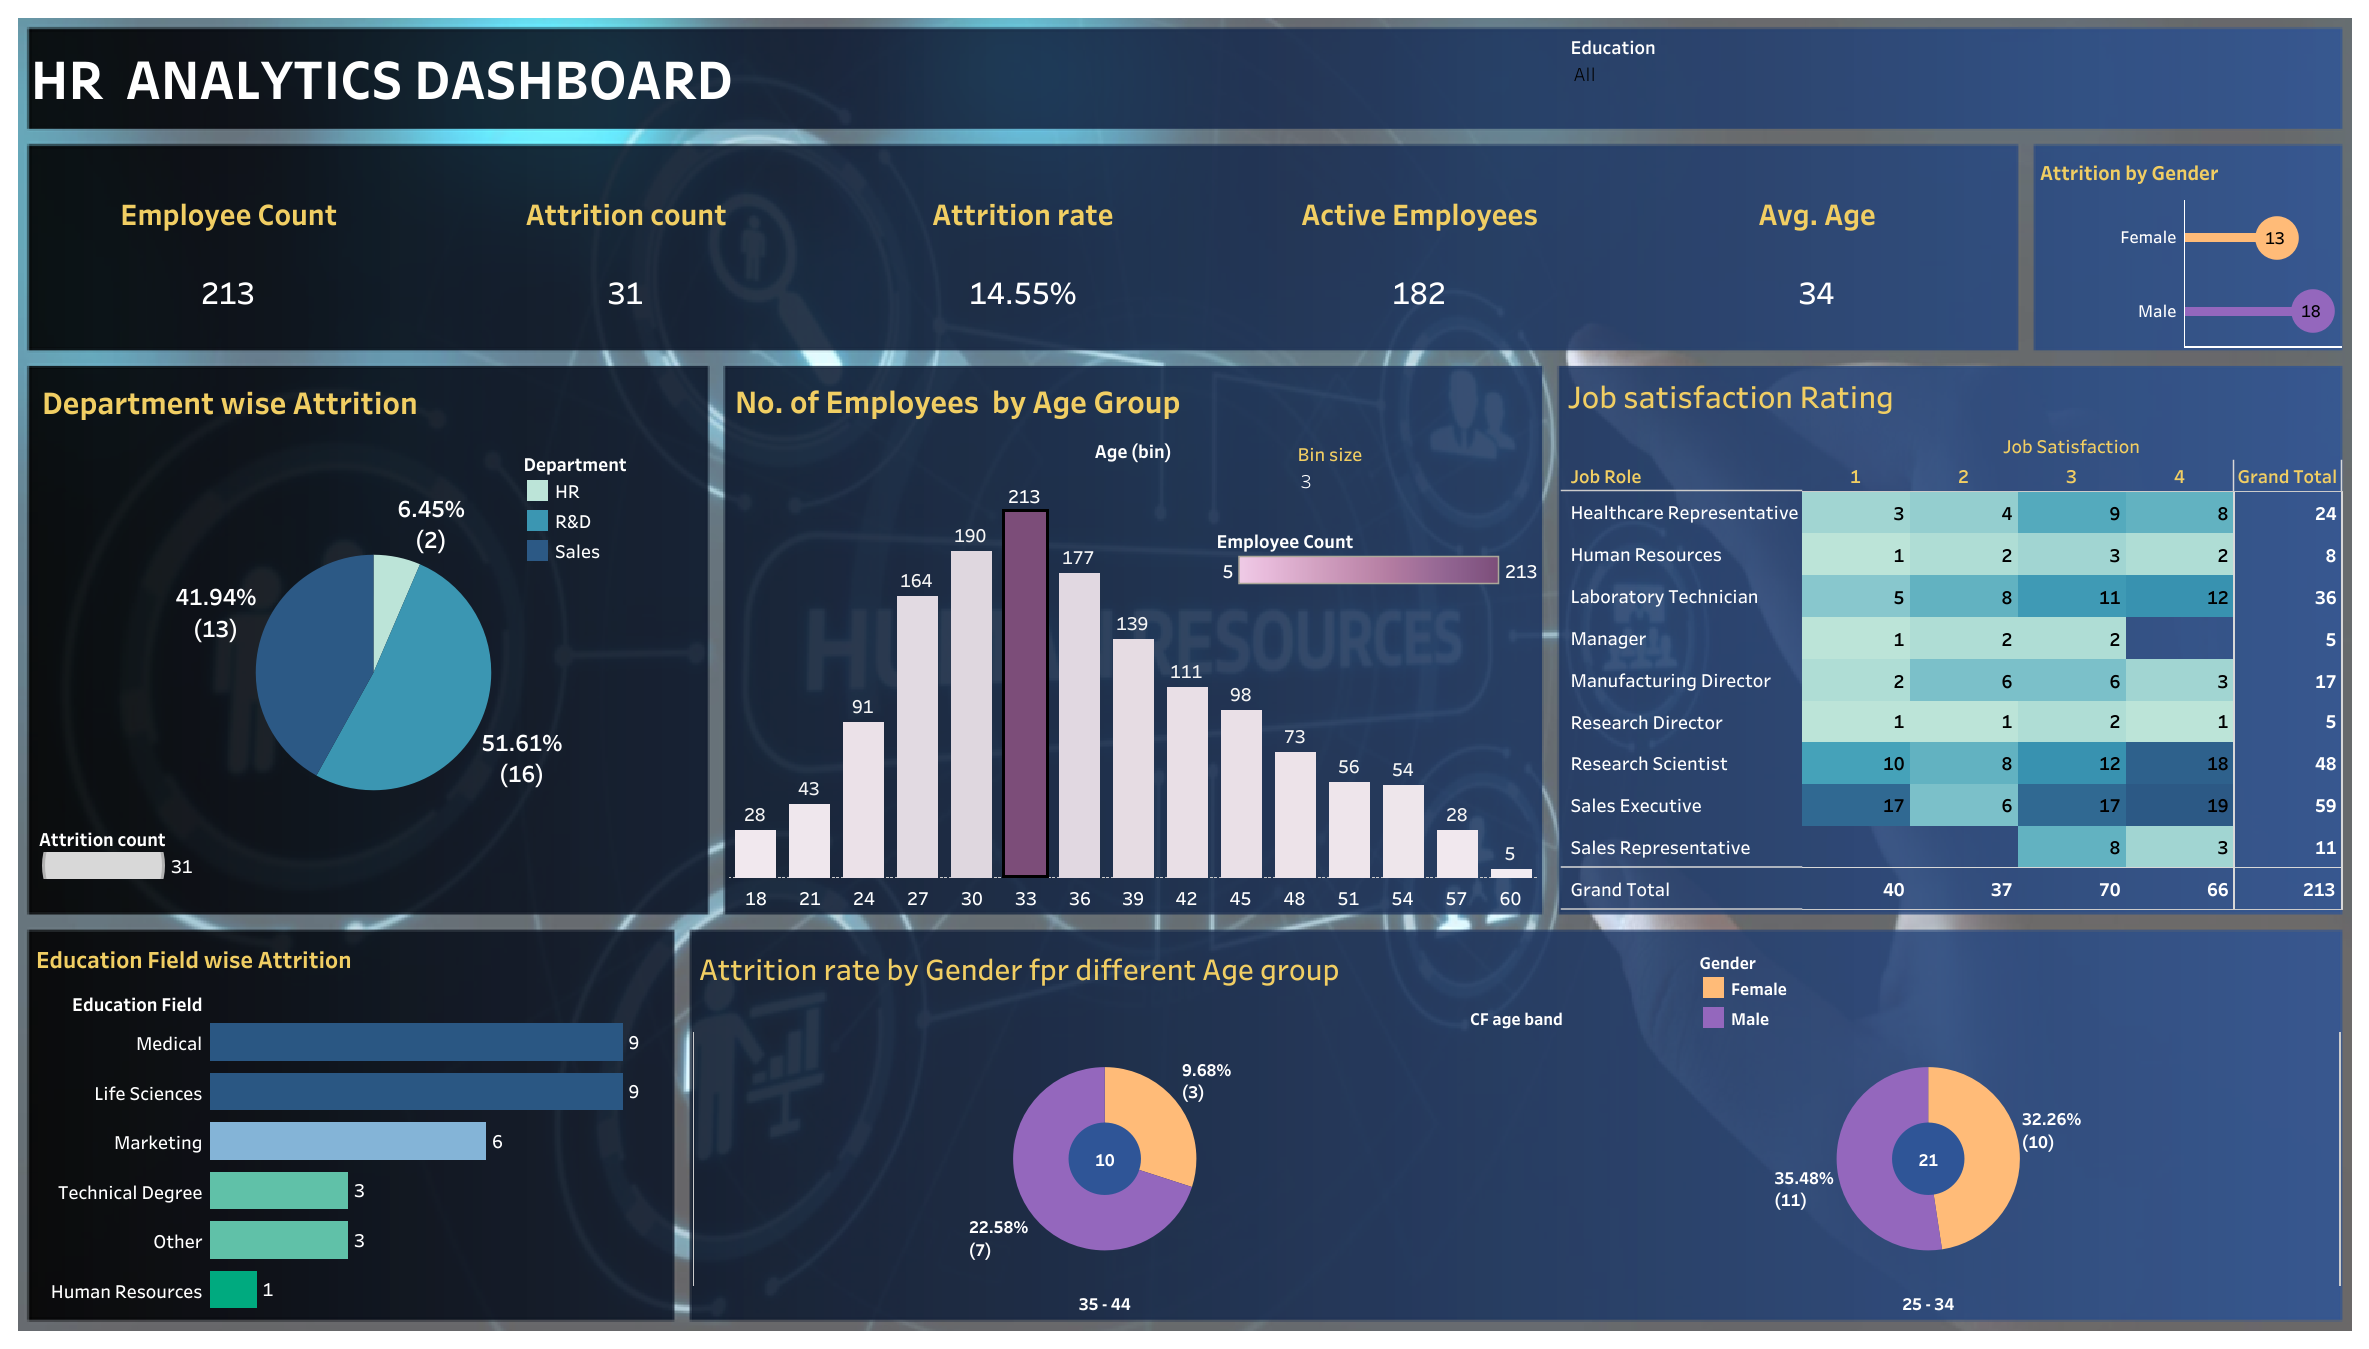 HR  ANALYTICS DASHBOARD
Education
All
Employee Count
213
Attrition count
31
Attrition rate
14.55%
Active Employees
182
Avg. Age
34
Attrition by Gender
Female 13
Male 18
Department wise Attrition
Department
HR
R&D
Sales
6.45%
(2)
41.94%
(13)
51.61%
(16)
Attrition count
31
No. of Employees  by Age Group
Age (bin)
Bin size
3
Employee Count
5 213
28 43 91 164 190 213 177 139 111 98 73 56 54 28 5
18 21 24 27 30 33 36 39 42 45 48 51 54 57 60
HUMAN RESOURCES
Job satisfaction Rating
Job Satisfaction
Job Role 1 2 3 4 Grand Total
Healthcare Representative 3 4 9 8 24
Human Resources 1 2 3 2 8
Laboratory Technician 5 8 11 12 36
Manager 1 2 2 5
Manufacturing Director 2 6 6 3 17
Research Director 1 1 2 1 5
Research Scientist 10 8 12 18 48
Sales Executive 17 6 17 19 59
Sales Representative 8 3 11
Grand Total 40 37 70 66 213
Education Field wise Attrition
Education Field
Medical 9
Life Sciences 9
Marketing 6
Technical Degree 3
Other 3
Human Resources 1
Attrition rate by Gender fpr different Age group
CF age band
Gender
Female
Male
9.68%
(3)
10
22.58%
(7)
35 - 44
32.26%
(10)
21
35.48%
(11)
25 - 34